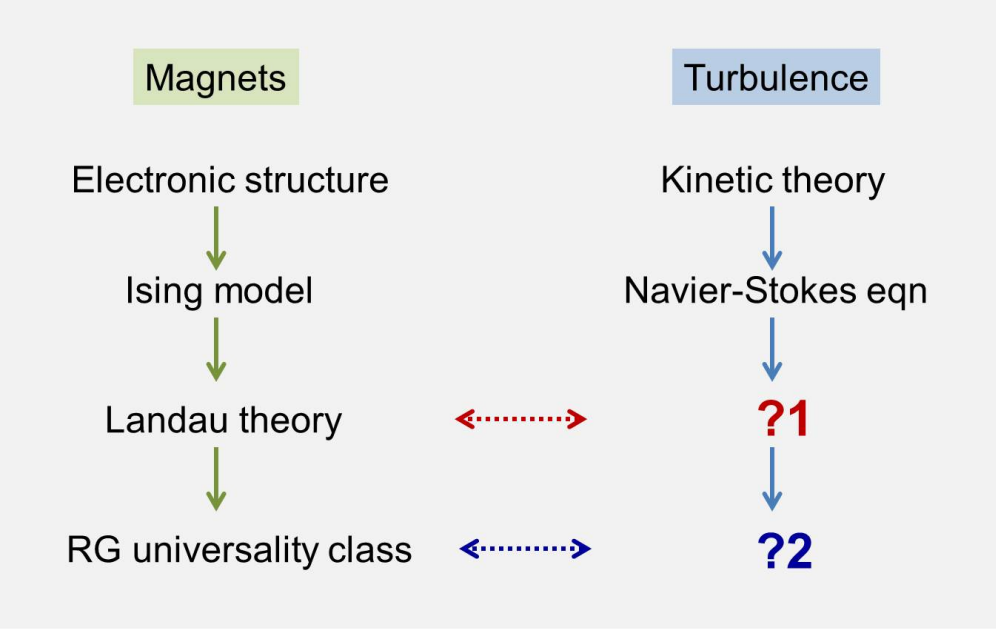 Magnets
Turbulence
Electronic structure
Kinetic theory
Ising model
Navier-Stokes eqn
Landau theory
?1
RG universality class
?2